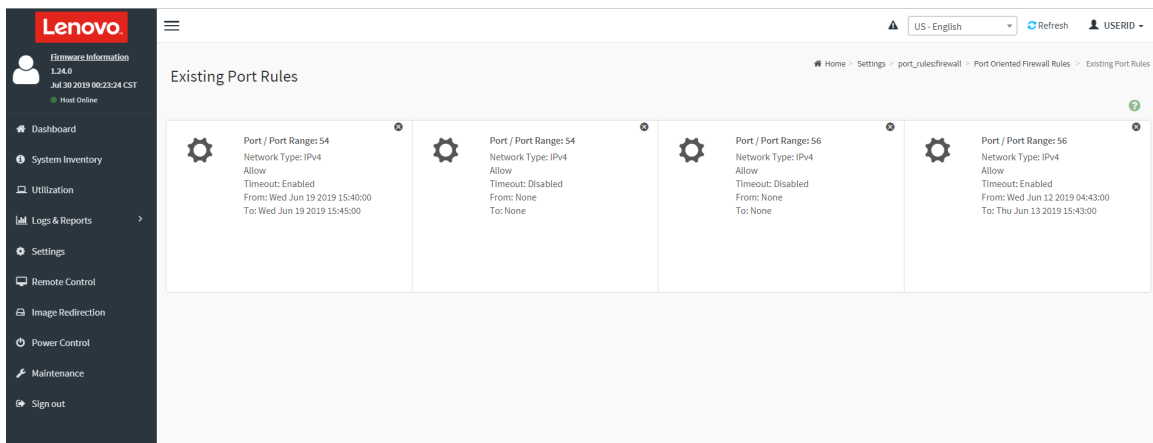 Lenovo.
Firmware Information
1.24.0
Jul 30 2019 00:23:24 CST
Host Online
Dashboard
System Inventory
Utilization
Logs & Reports >
Settings
Remote Control
Image Redirection
Power Control
Maintenance
Sign out
US - English
Refresh
USERID
Existing Port Rules
Home > Settings > port_rules:firewall > Port Oriented Firewall Rules > Existing Port Rules
Port / Port Range: 54
Network Type: IPv4
Allow
Timeout: Enabled
From: Wed Jun 19 2019 15:40:00
To: Wed Jun 19 2019 15:45:00
Port / Port Range: 54
Network Type: IPv4
Allow
Timeout: Disabled
From: None
To: None
Port / Port Range: 56
Network Type: IPv4
Allow
Timeout: Disabled
From: None
To: None
Port / Port Range: 56
Network Type: IPv4
Allow
Timeout: Enabled
From: Wed Jun 12 2019 04:43:00
To: Thu Jun 13 2019 15:43:00